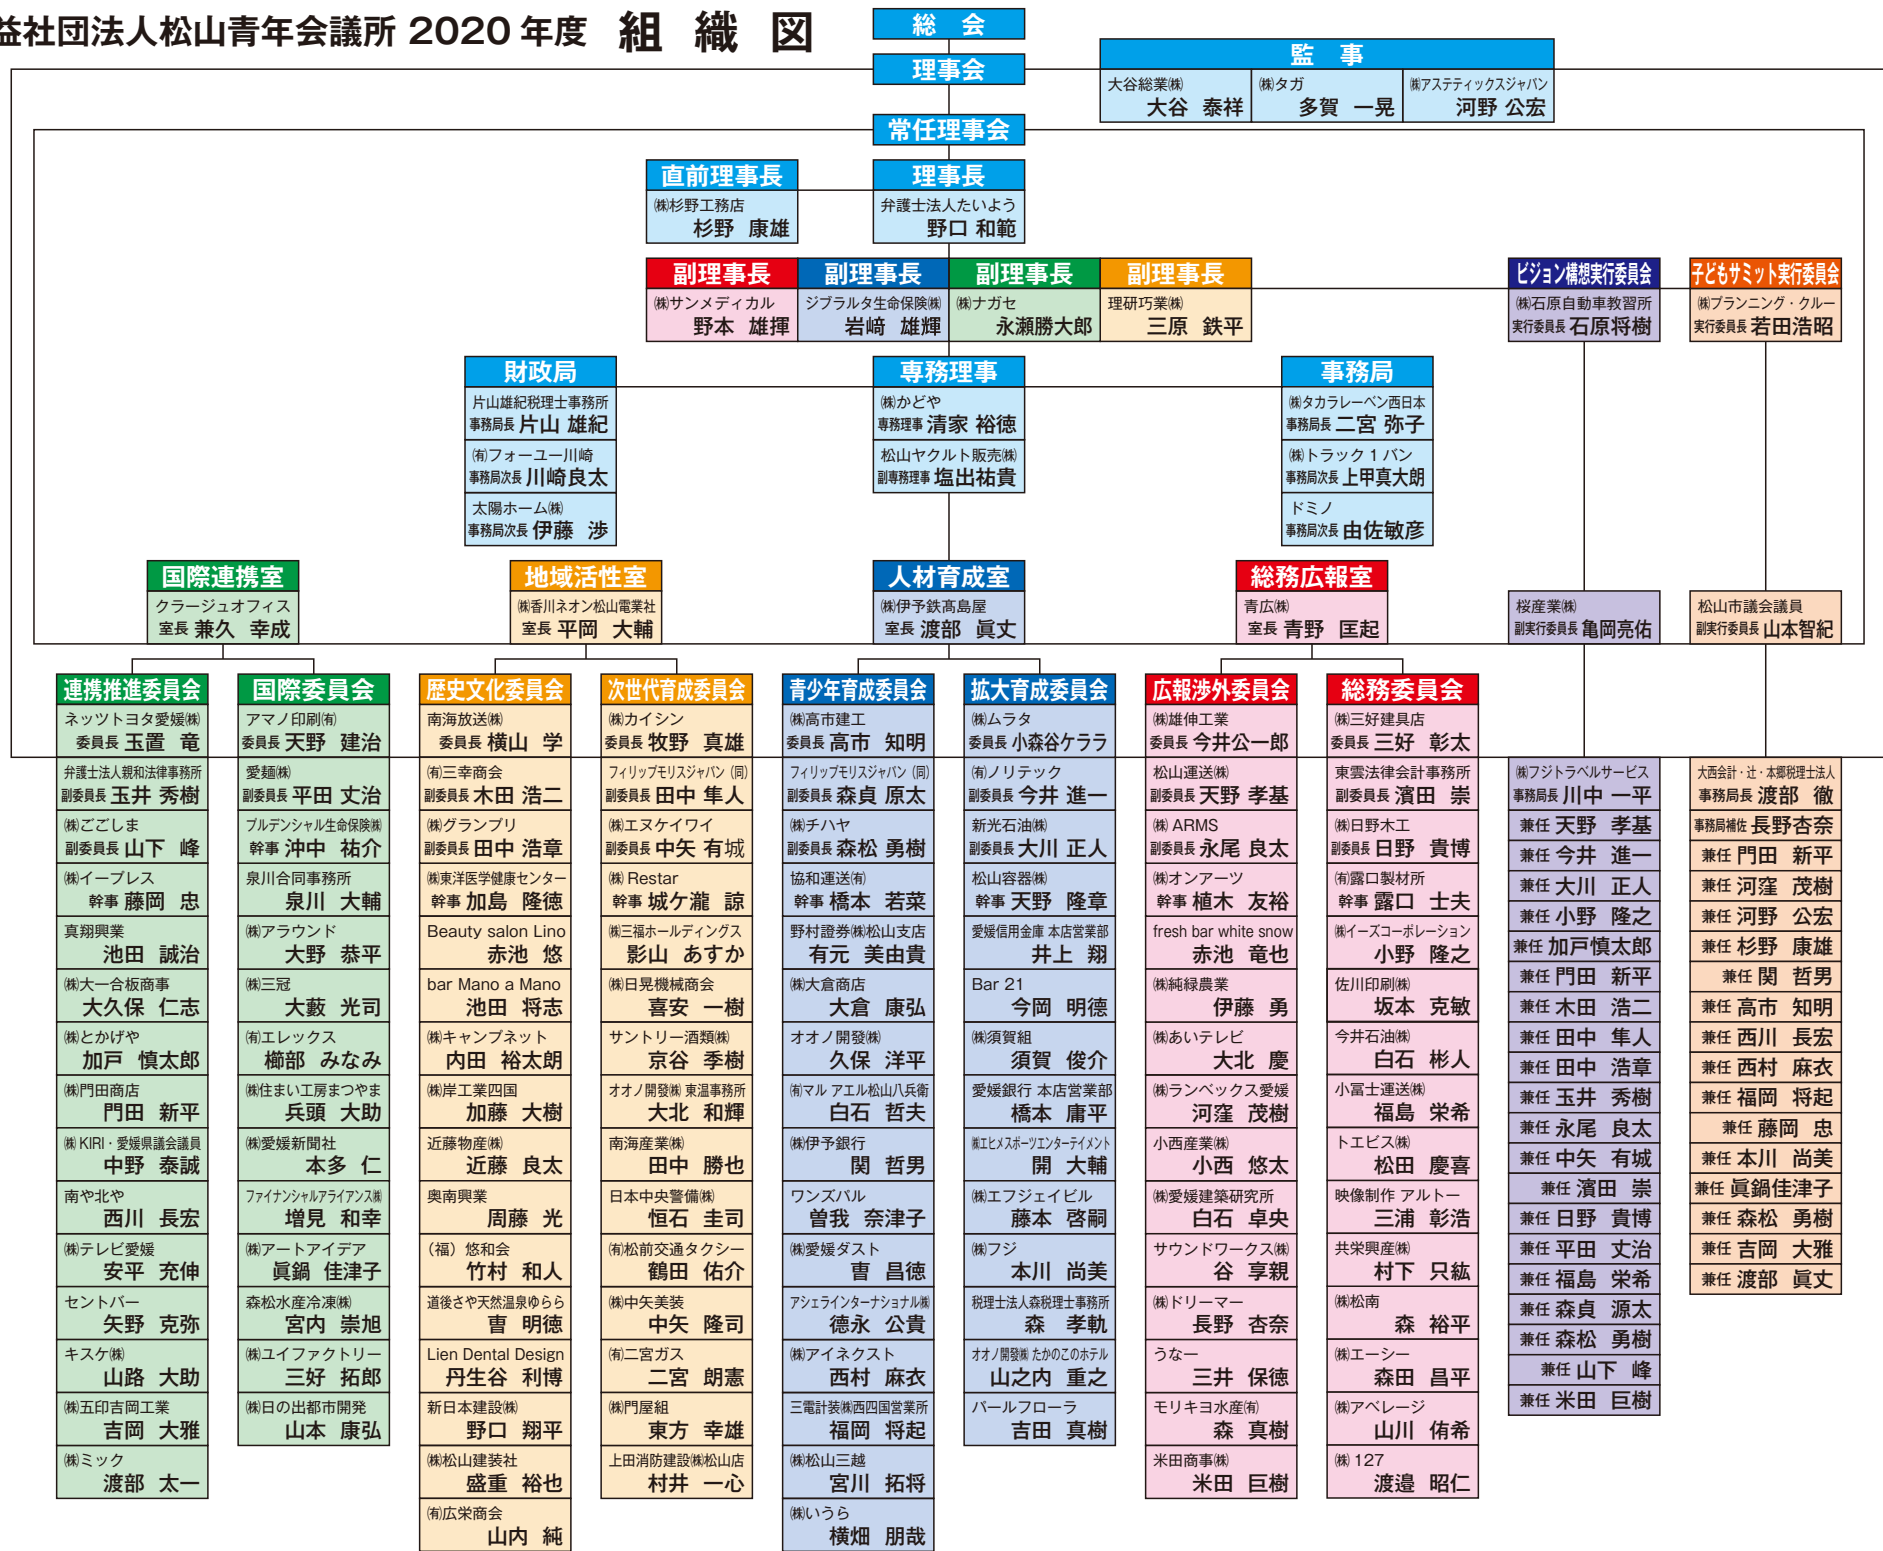 益社団法人松山青年会議所 2020 年度 組 織 図
総 会
理事会
監 事
大谷総業㈱
大谷 泰祥
㈱タガ
多賀 一晃
㈱アステティックスジャパン
河野 公宏
常任理事会
直前理事長
㈱杉野工務店
杉野 康雄
理事長
弁護士法人たいよう
野口 和範
副理事長
㈱サンメディカル
野本 雄揮
副理事長
ジブラルタ生命保険㈱
岩﨑 雄輝
副理事長
㈱ナガセ
永瀬勝太郎
副理事長
理研巧業㈱
三原 鉄平
ビジョン構想実行委員会
㈱石原自動車教習所
実行委員長 石原将樹
子どもサミット実行委員会
㈱プランニング・クルー
実行委員長 若田浩昭
財政局
片山雄紀税理士事務所
事務局長 片山 雄紀
㈲フォーユー川崎
事務局次長 川崎良太
太陽ホーム㈱
事務局次長 伊藤 渉
専務理事
㈱かどや
専務理事 清家 裕徳
松山ヤクルト販売㈱
副専務理事 塩出祐貴
事務局
㈱タカラレーベン西日本
事務局長 二宮 弥子
㈱トラック 1 バン
事務局次長 上甲真大朗
ドミノ
事務局次長 由佐敏彦
国際連携室
クラージュオフィス
室長 兼久 幸成
地域活性室
㈱香川ネオン松山電業社
室長 平岡 大輔
人材育成室
㈱伊予鉄髙島屋
室長 渡部 眞丈
総務広報室
青広㈱
室長 青野 匡起
桜産業㈱
副実行委員長 亀岡亮佑
松山市議会議員
副実行委員長 山本智紀
連携推進委員会
ネッツトヨタ愛媛㈱
委員長 玉置 竜
弁護士法人親和法律事務所
副委員長 玉井 秀樹
㈱ごごしま
副委員長 山下 峰
㈱イープレス
幹事 藤岡 忠
真翔興業
池田 誠治
㈱大一合板商事
大久保 仁志
㈱とかげや
加戸 慎太郎
㈱門田商店
門田 新平
㈱ KIRI・愛媛県議会議員
中野 泰誠
南や北や
西川 長宏
㈱テレビ愛媛
安平 充伸
セントバー
矢野 克弥
キスケ㈱
山路 大助
㈱五印吉岡工業
吉岡 大雅
㈱ミック
渡部 太一
国際委員会
アマノ印刷㈲
委員長 天野 建治
愛麺㈱
副委員長 平田 丈治
プルデンシャル生命保険㈱
幹事 沖中 祐介
泉川合同事務所
泉川 大輔
㈱アラウンド
大野 恭平
㈱三冠
大藪 光司
㈲エレックス
櫛部 みなみ
㈱住まい工房まつやま
兵頭 大助
㈱愛媛新聞社
本多 仁
ファイナンシャルアライアンス㈱
増見 和幸
㈱アートアイデア
眞鍋 佳津子
森松水産冷凍㈱
宮内 崇旭
㈱ユイファクトリー
三好 拓郎
㈱日の出都市開発
山本 康弘
歴史文化委員会
南海放送㈱
委員長 横山 学
㈲三幸商会
副委員長 木田 浩二
㈱グランプリ
副委員長 田中 浩章
㈱東洋医学健康センター
幹事 加島 隆徳
Beauty salon Lino
赤池 悠
bar Mano a Mano
池田 将志
㈱キャンプネット
内田 裕太朗
㈱岸工業四国
加藤 大樹
近藤物産㈱
近藤 良太
奥南興業
周藤 光
（福）悠和会
竹村 和人
道後さや天然温泉ゆらら
曺 明徳
Lien Dental Design
丹生谷 利博
新日本建設㈱
野口 翔平
㈱松山建装社
盛重 裕也
㈲広栄商会
山内 純
次世代育成委員会
㈱カイシン
委員長 牧野 真雄
フィリップモリスジャパン（同）
副委員長 田中 隼人
㈱エヌケイワイ
副委員長 中矢 有城
㈱ Restar
幹事 城ケ瀧 諒
㈱三福ホールディングス
影山 あすか
㈱日晃機械商会
喜安 一樹
サントリー酒類㈱
京谷 季樹
オオノ開發㈱ 東温事務所
大北 和輝
南海産業㈱
田中 勝也
日本中央警備㈱
恒石 圭司
㈲松前交通タクシー
鶴田 佑介
㈱中矢美装
中矢 隆司
㈲二宮ガス
二宮 朗憲
㈱門屋組
東方 幸雄
上田消防建設㈱松山店
村井 一心
青少年育成委員会
㈱高市建工
委員長 高市 知明
フィリップモリスジャパン（同）
副委員長 森貞 原太
㈱チハヤ
副委員長 森松 勇樹
協和運送㈲
幹事 橋本 若菜
野村證券㈱松山支店
有元 美由貴
㈱大倉商店
大倉 康弘
オオノ開發㈱
久保 洋平
㈲マル アエル松山八兵衛
白石 哲夫
㈱伊予銀行
関 哲男
ワンズバル
曽我 奈津子
㈱愛媛ダスト
曺 昌徳
アシェラインターナショナル㈱
德永 公貴
㈱アイネクスト
西村 麻衣
三電計装㈱西四国営業所
福岡 将起
㈱松山三越
宮川 拓将
㈱いうら
横畑 朋哉
拡大育成委員会
㈱ムラタ
委員長 小森谷ケララ
㈲ノリテック
副委員長 今井 進一
新光石油㈱
副委員長 大川 正人
松山容器㈱
幹事 天野 隆章
愛媛信用金庫 本店営業部
井上 翔
Bar 21
今岡 明德
㈱須賀組
須賀 俊介
愛媛銀行 本店営業部
橋本 庸平
㈱エヒメスポーツエンターテイメント
開 大輔
㈱エフジェイビル
藤本 啓嗣
㈱フジ
本川 尚美
税理士法人森税理士事務所
森 孝軌
オオノ開發㈱ たかのこのホテル
山之内 重之
バールフローラ
吉田 真樹
広報渉外委員会
㈱雄伸工業
委員長 今井公一郎
松山運送㈱
副委員長 天野 孝基
㈱ ARMS
副委員長 永尾 良太
㈱オンアーツ
幹事 植木 友裕
fresh bar white snow
赤池 竜也
㈱純緑農業
伊藤 勇
㈱あいテレビ
大北 慶
㈱ランベックス愛媛
河窪 茂樹
小西産業㈱
小西 悠太
㈱愛媛建築研究所
白石 卓央
サウンドワークス㈱
谷 享親
㈱ドリーマー
長野 杏奈
うなー
三井 保徳
モリキヨ水産㈲
森 真樹
米田商事㈱
米田 巨樹
総務委員会
㈱三好建具店
委員長 三好 彰太
東雲法律会計事務所
副委員長 濱田 崇
㈱日野木工
副委員長 日野 貴博
㈲露口製材所
幹事 露口 士夫
㈱イーズコーポレーション
小野 隆之
佐川印刷㈱
坂本 克敏
今井石油㈱
白石 彬人
小冨士運送㈱
福島 栄希
トエビス㈱
松田 慶喜
映像制作 アルトー
三浦 彰浩
共栄興産㈱
村下 只紘
㈱松南
森 裕平
㈱エーシー
森田 昌平
㈱アベレージ
山川 侑希
㈱ 127
渡邉 昭仁
㈱フジトラベルサービス
事務局長 川中 一平
兼任 天野 孝基
兼任 今井 進一
兼任 大川 正人
兼任 小野 隆之
兼任 加戸慎太郎
兼任 門田 新平
兼任 木田 浩二
兼任 田中 隼人
兼任 田中 浩章
兼任 玉井 秀樹
兼任 永尾 良太
兼任 中矢 有城
兼任 濱田 崇
兼任 日野 貴博
兼任 平田 丈治
兼任 福島 栄希
兼任 森貞 源太
兼任 森松 勇樹
兼任 山下 峰
兼任 米田 巨樹
大西会計・辻・本郷税理士法人
事務局長 渡部 徹
事務局補佐 長野杏奈
兼任 門田 新平
兼任 河窪 茂樹
兼任 河野 公宏
兼任 杉野 康雄
兼任 関 哲男
兼任 高市 知明
兼任 西川 長宏
兼任 西村 麻衣
兼任 福岡 将起
兼任 藤岡 忠
兼任 本川 尚美
兼任 眞鍋佳津子
兼任 森松 勇樹
兼任 吉岡 大雅
兼任 渡部 眞丈